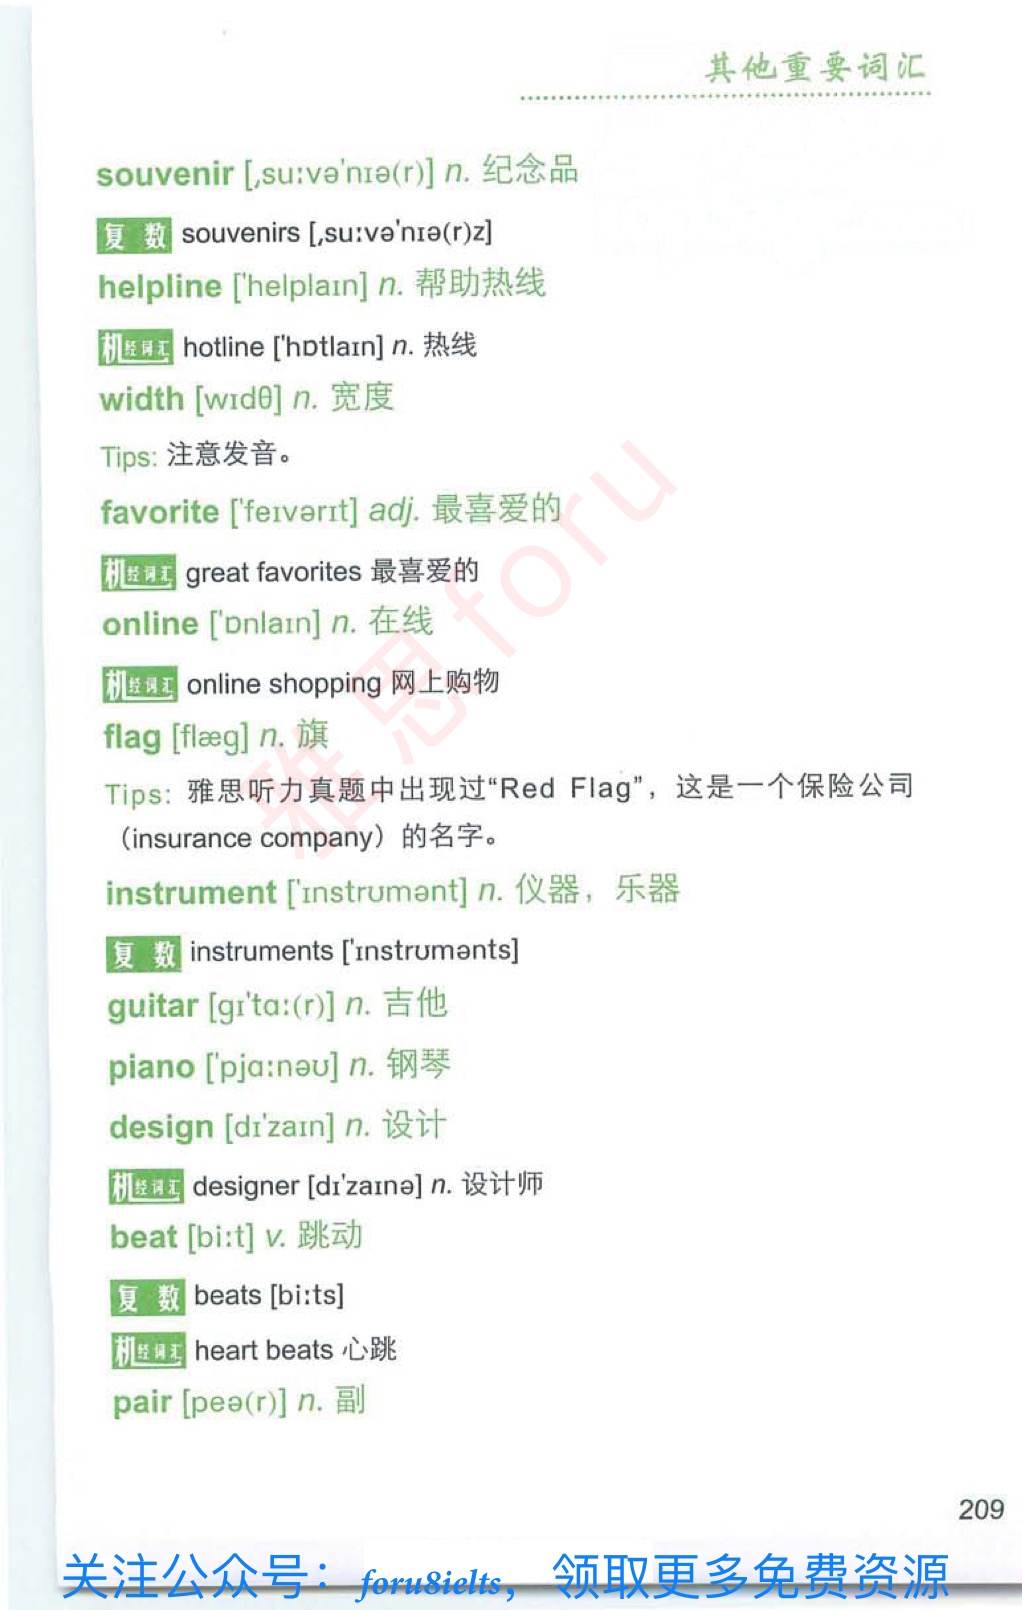 其他重要词汇
souvenir [ˌsuːvəˈnɪə(r)] n. 纪念品
复 数 souvenirs [ˌsuːvəˈnɪə(r)z]
helpline [ˈhelplaɪn] n. 帮助热线
机经词汇 hotline [ˈhɒtlaɪn] n. 热线
width [wɪdθ] n. 宽度
Tips: 注意发音。
favorite [ˈfeɪvərɪt] adj. 最喜爱的
机经词汇 great favorites 最喜爱的
online [ˈɒnlaɪn] n. 在线
机经词汇 online shopping 网上购物
flag [flæg] n. 旗
Tips: 雅思听力真题中出现过“Red Flag”，这是一个保险公司
（insurance company）的名字。
instrument [ˈɪnstrʊmənt] n. 仪器，乐器
复 数 instruments [ˈɪnstrʊmənts]
guitar [gɪˈtɑː(r)] n. 吉他
piano [ˈpjɑːnəʊ] n. 钢琴
design [dɪˈzaɪn] n. 设计
机经词汇 designer [dɪˈzaɪnə] n. 设计师
beat [biːt] v. 跳动
复 数 beats [biːts]
机经词汇 heart beats 心跳
pair [peə(r)] n. 副
209
关注公众号：foru8ielts，领取更多免费资源
雅思 foru